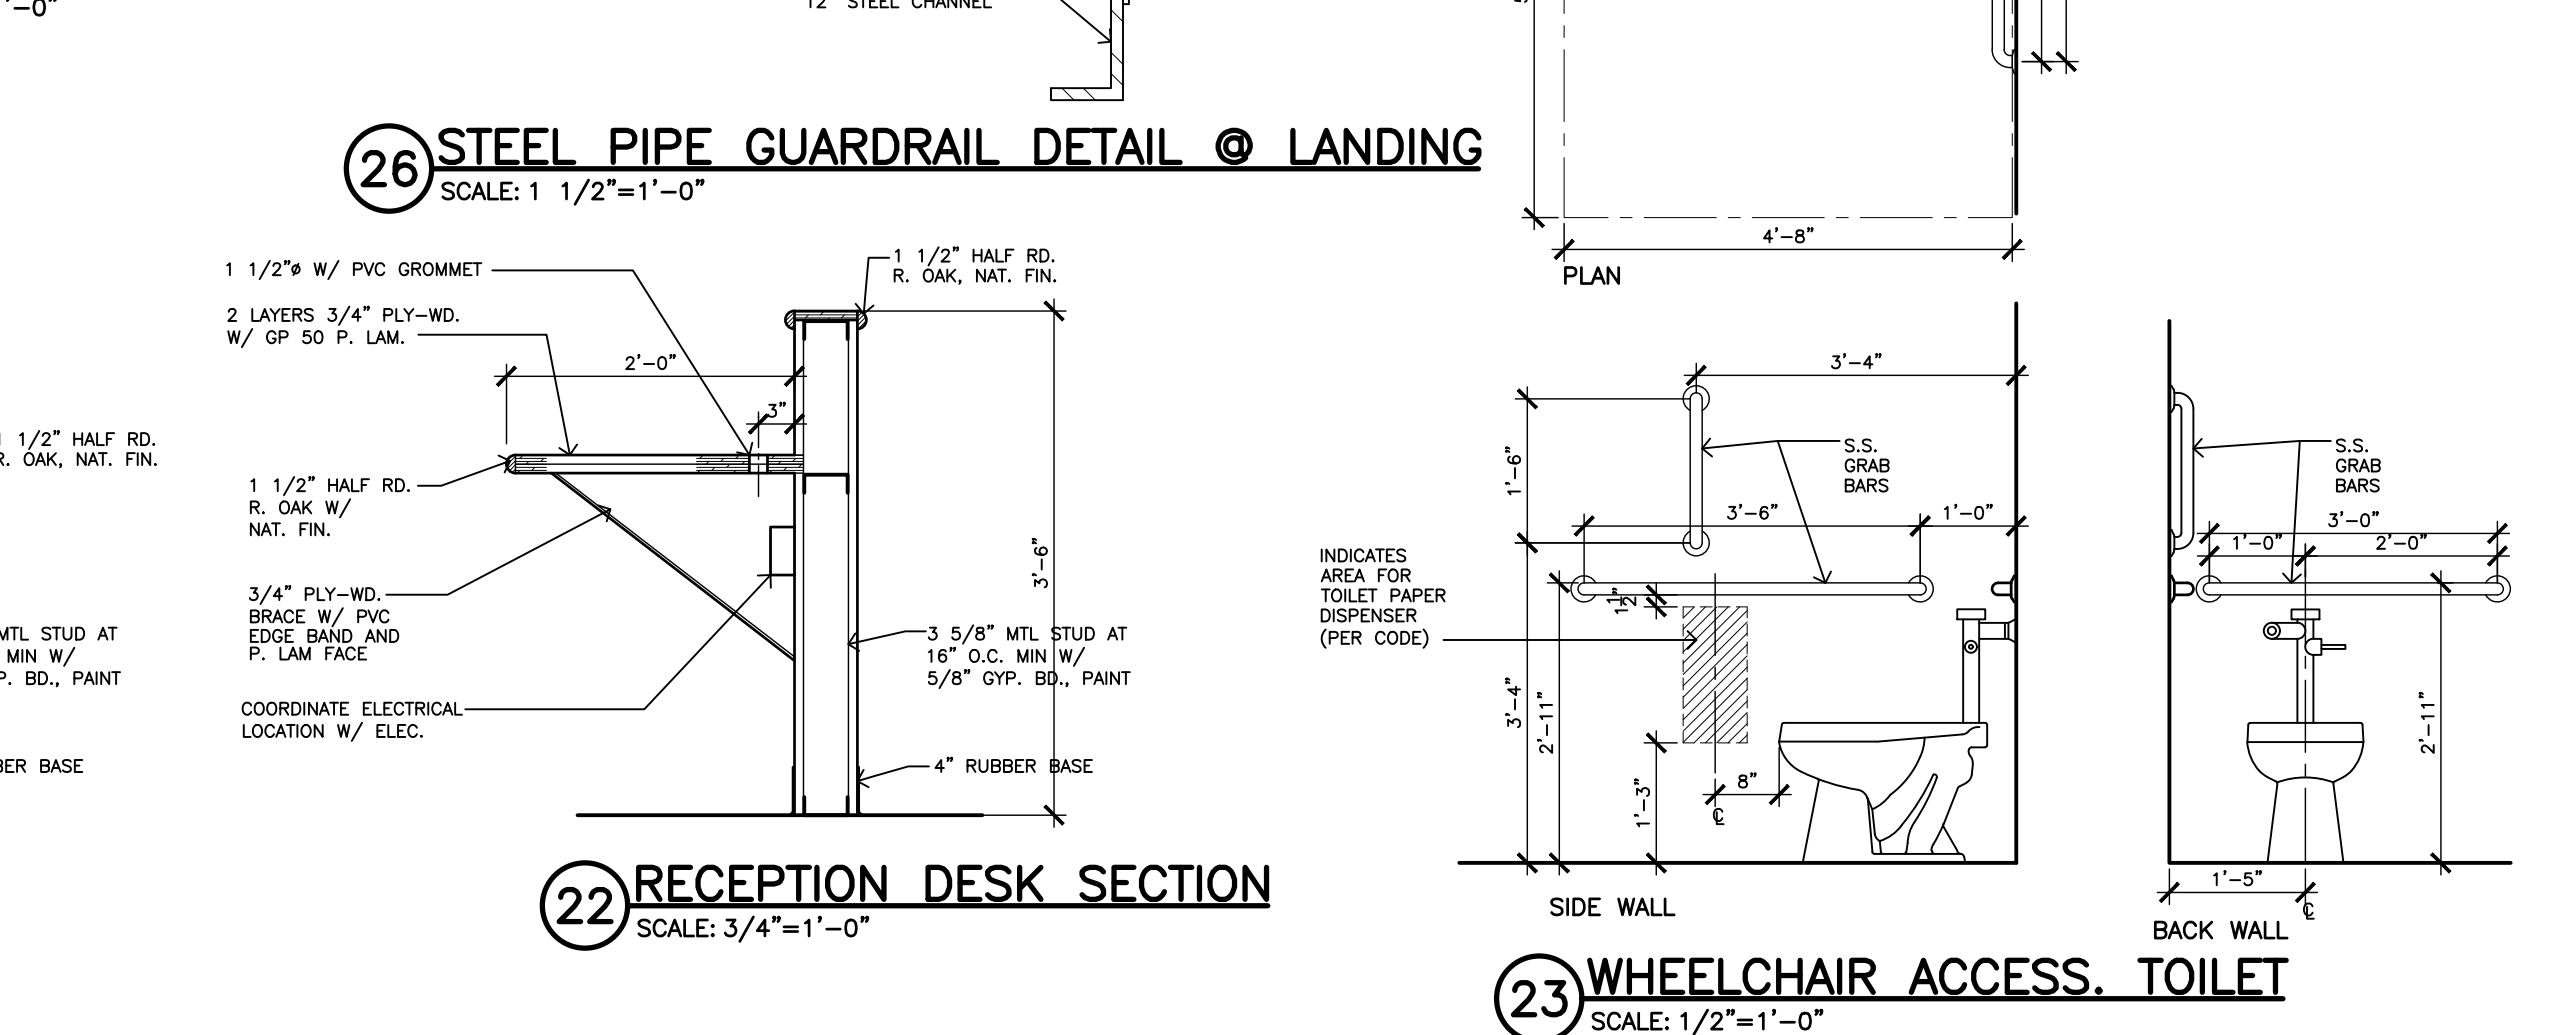 '-0"
12" STEEL CHANNEL
26
STEEL PIPE GUARDRAIL DETAIL @ LANDING
SCALE: 1 1/2"=1'-0"
4'-8"
PLAN
1 1/2"ø W/ PVC GROMMET
2 LAYERS 3/4" PLY-WD.
W/ GP 50 P. LAM.
1 1/2" HALF RD.
R. OAK, NAT. FIN.
2'-0"
3"
1/2" HALF RD.
R. OAK, NAT. FIN.
1 1/2" HALF RD.
R. OAK W/
NAT. FIN.
3'-6"
3/4" PLY-WD.
BRACE W/ PVC
EDGE BAND AND
P. LAM FACE
MTL STUD AT
MIN W/
P. BD., PAINT
3 5/8" MTL STUD AT
16" O.C. MIN W/
5/8" GYP. BD., PAINT
COORDINATE ELECTRICAL
LOCATION W/ ELEC.
BER BASE
4" RUBBER BASE
22
RECEPTION DESK SECTION
SCALE: 3/4"=1'-0"
3'-4"
1'-6"
S.S.
GRAB
BARS
3'-6"
1'-0"
INDICATES
AREA FOR
TOILET PAPER
DISPENSER
(PER CODE)
1 1/2"
3'-4"
2'-11"
1'-3"
8"
℄
SIDE WALL
S.S.
GRAB
BARS
3'-0"
1'-0"
2'-0"
2'-11"
1'-5"
℄
BACK WALL
23
WHEELCHAIR ACCESS. TOILET
SCALE: 1/2"=1'-0"